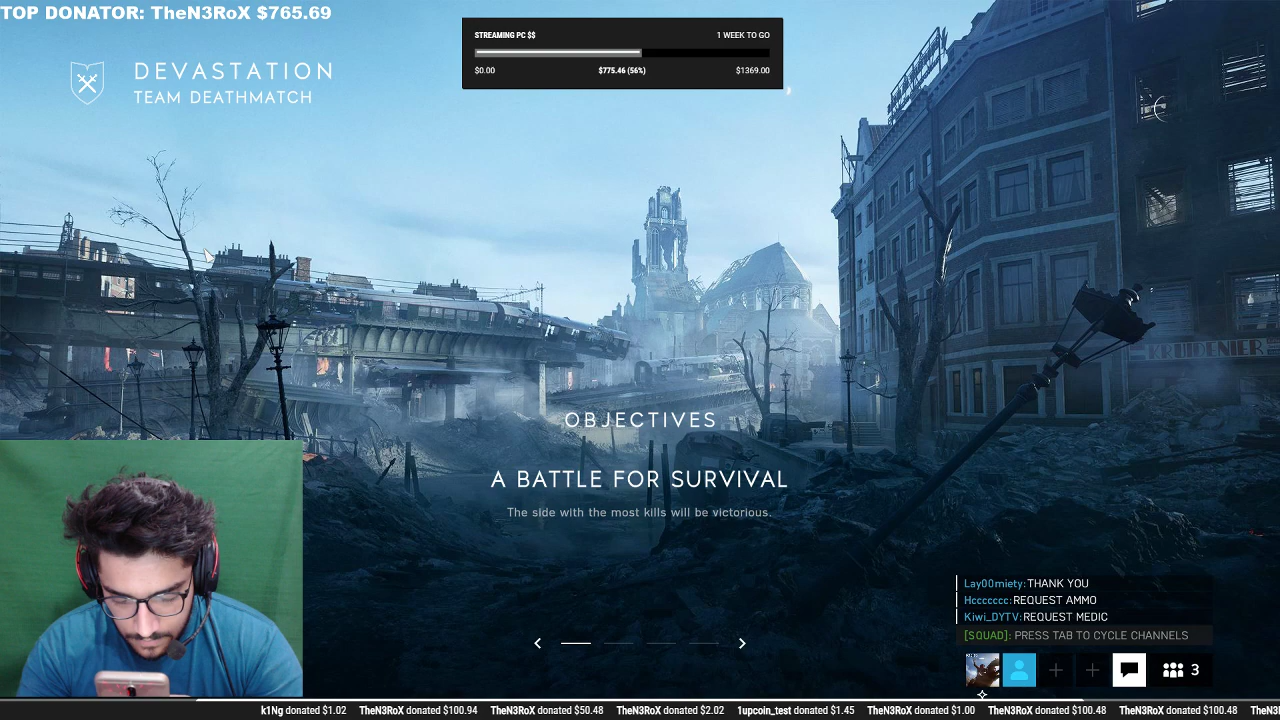 TOP DONATOR: TheN3RoX $765.69
STREAMING PC $$ 1 WEEK TO GO
$0.00 $775.46 (56%) $1369.00
DEVASTATION
TEAM DEATHMATCH
KRUIDENIER
OBJECTIVES
A BATTLE FOR SURVIVAL
The side with the most kills will be victorious.
Lay00miety: THANK YOU
Hccccccc: REQUEST AMMO
Kiwi_DYTV: REQUEST MEDIC
[SQUAD]: PRESS TAB TO CYCLE CHANNELS
3
k1Ng donated $1.02 TheN3RoX donated $100.94 TheN3RoX donated $50.48 TheN3RoX donated $2.02 1upcoin_test donated $1.45 TheN3RoX donated $1.00 TheN3RoX donated $100.48 TheN3RoX donated $100.48 TheN3